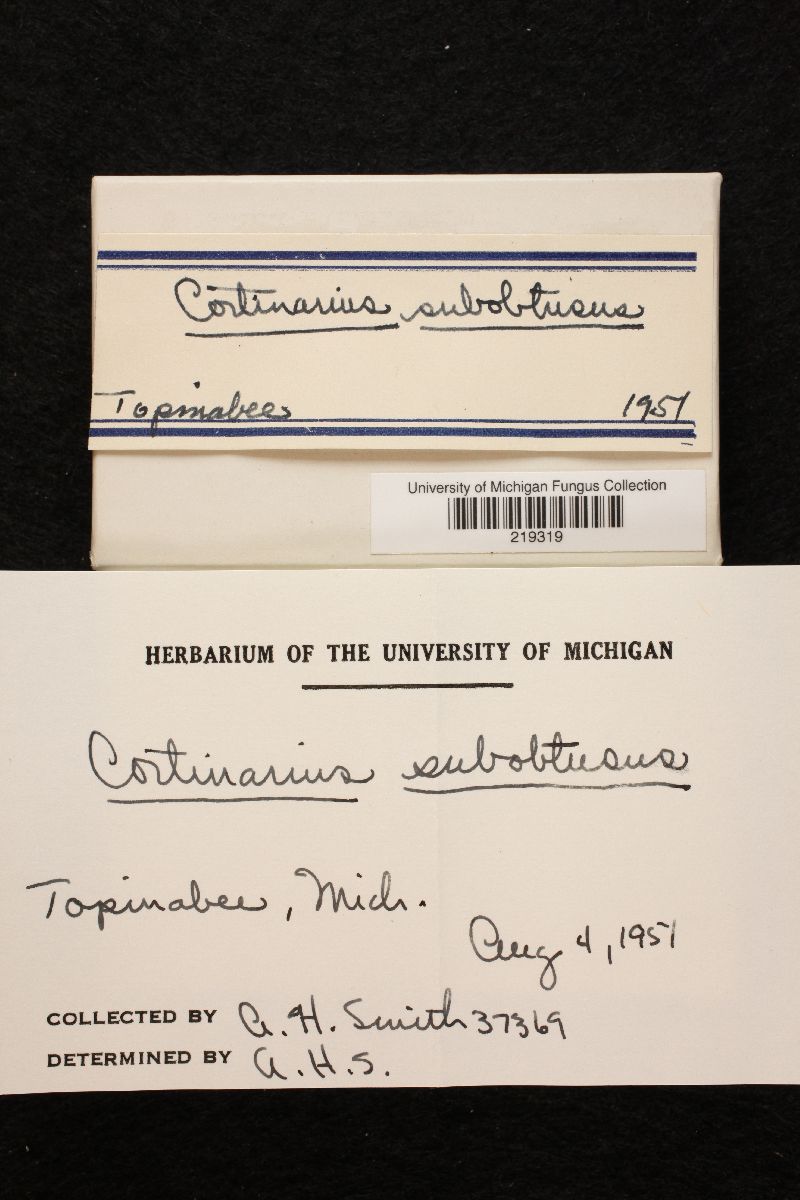 Cortinarius subobtusus
Topinabee 1951
University of Michigan Fungus Collection
219319
HERBARIUM OF THE UNIVERSITY OF MICHIGAN
Cortinarius subobtusus
Topinabee, Mich.
Aug 4, 1951
COLLECTED BY A. H. Smith 37369
DETERMINED BY A. H. S.